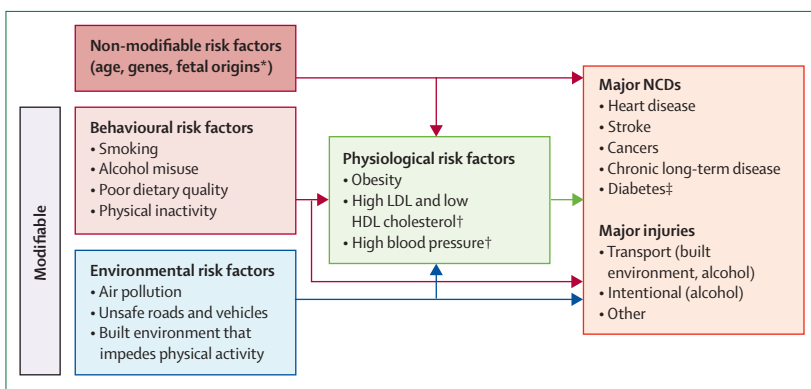 Non-modifiable risk factors
(age, genes, fetal origins*)
Modifiable
Behavioural risk factors
• Smoking
• Alcohol misuse
• Poor dietary quality
• Physical inactivity
Environmental risk factors
• Air pollution
• Unsafe roads and vehicles
• Built environment that
impedes physical activity
Physiological risk factors
• Obesity
• High LDL and low
HDL cholesterol†
• High blood pressure†
Major NCDs
• Heart disease
• Stroke
• Cancers
• Chronic long-term disease
• Diabetes‡
Major injuries
• Transport (built
environment, alcohol)
• Intentional (alcohol)
• Other